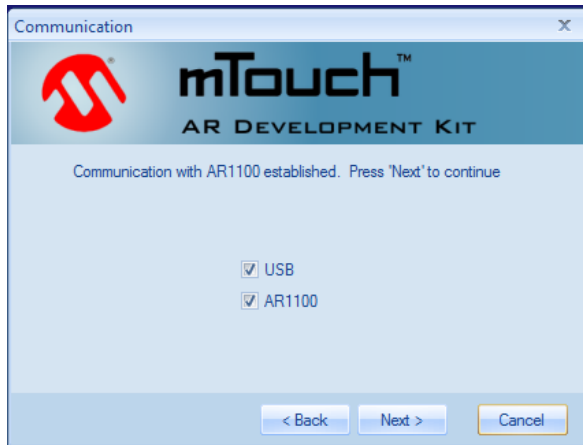 Communication
mTouch™
AR DEVELOPMENT KIT
Communication with AR1100 established. Press 'Next' to continue
USB
AR1100
< Back Next > Cancel